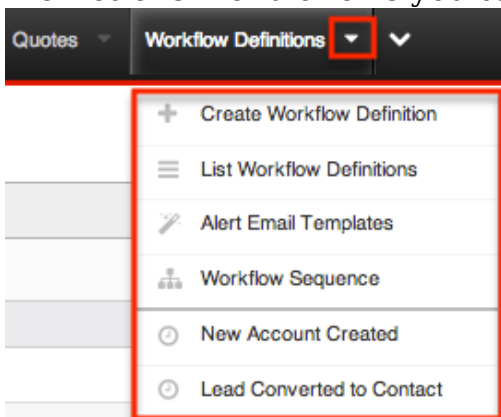 Quotes
Workflow Definitions
Create Workflow Definition
List Workflow Definitions
Alert Email Templates
Workflow Sequence
New Account Created
Lead Converted to Contact